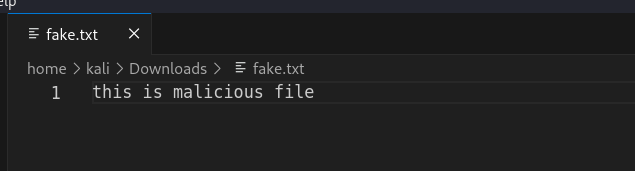 elp
fake.txt
home > kali > Downloads > fake.txt
1 this is malicious file